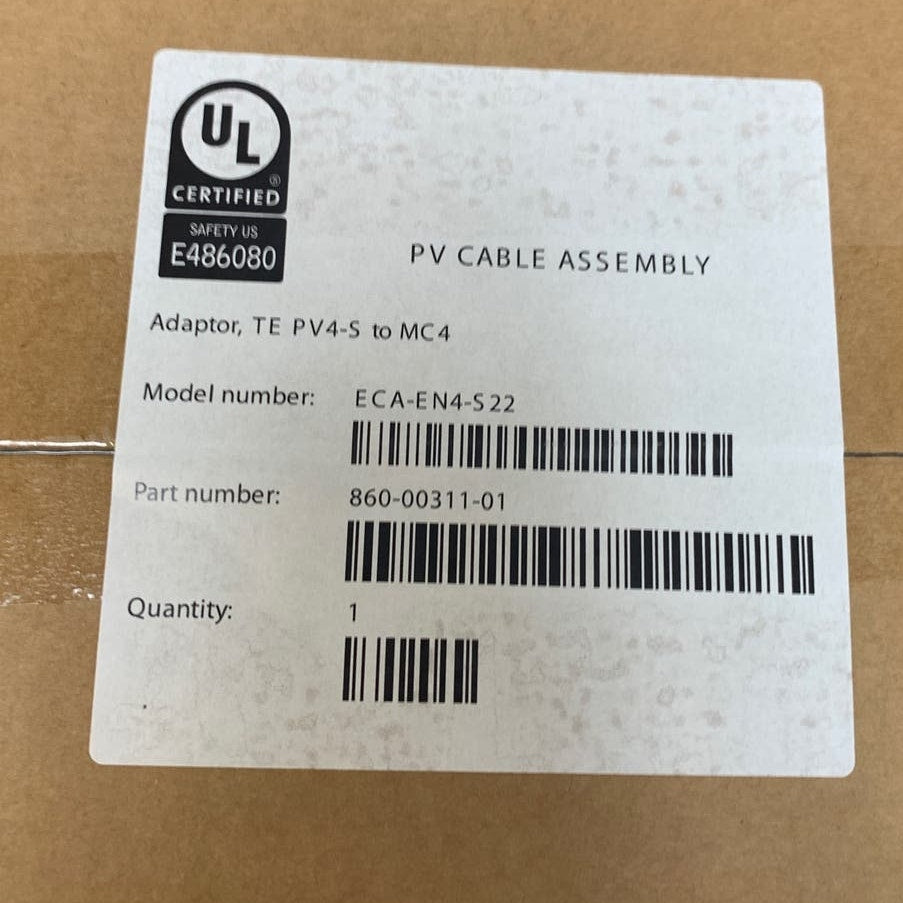 UL
®
CERTIFIED
SAFETY US
E486080
PV CABLE ASSEMBLY
Adaptor, TE PV4-S to MC4
Model number: ECA-EN4-S22
Part number: 860-00311-01
Quantity: 1